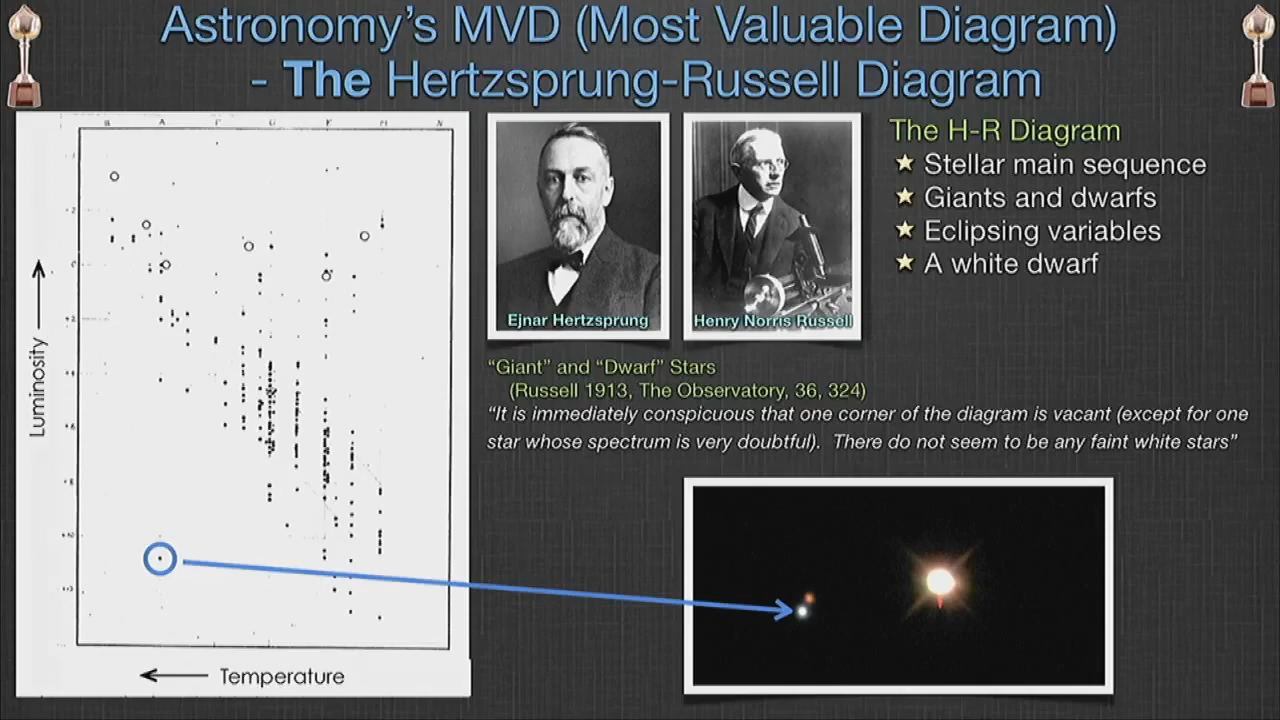 Astronomy's MVD (Most Valuable Diagram)
- The Hertzsprung-Russell Diagram
A
G
M
N
Luminosity
Temperature
Ejnar Hertzsprung
Henry Norris Russell
The H-R Diagram
Stellar main sequence
Giants and dwarfs
Eclipsing variables
A white dwarf
“Giant” and “Dwarf” Stars
(Russell 1913, The Observatory, 36, 324)
“It is immediately conspicuous that one corner of the diagram is vacant (except for one
star whose spectrum is very doubtful). There do not seem to be any faint white stars”